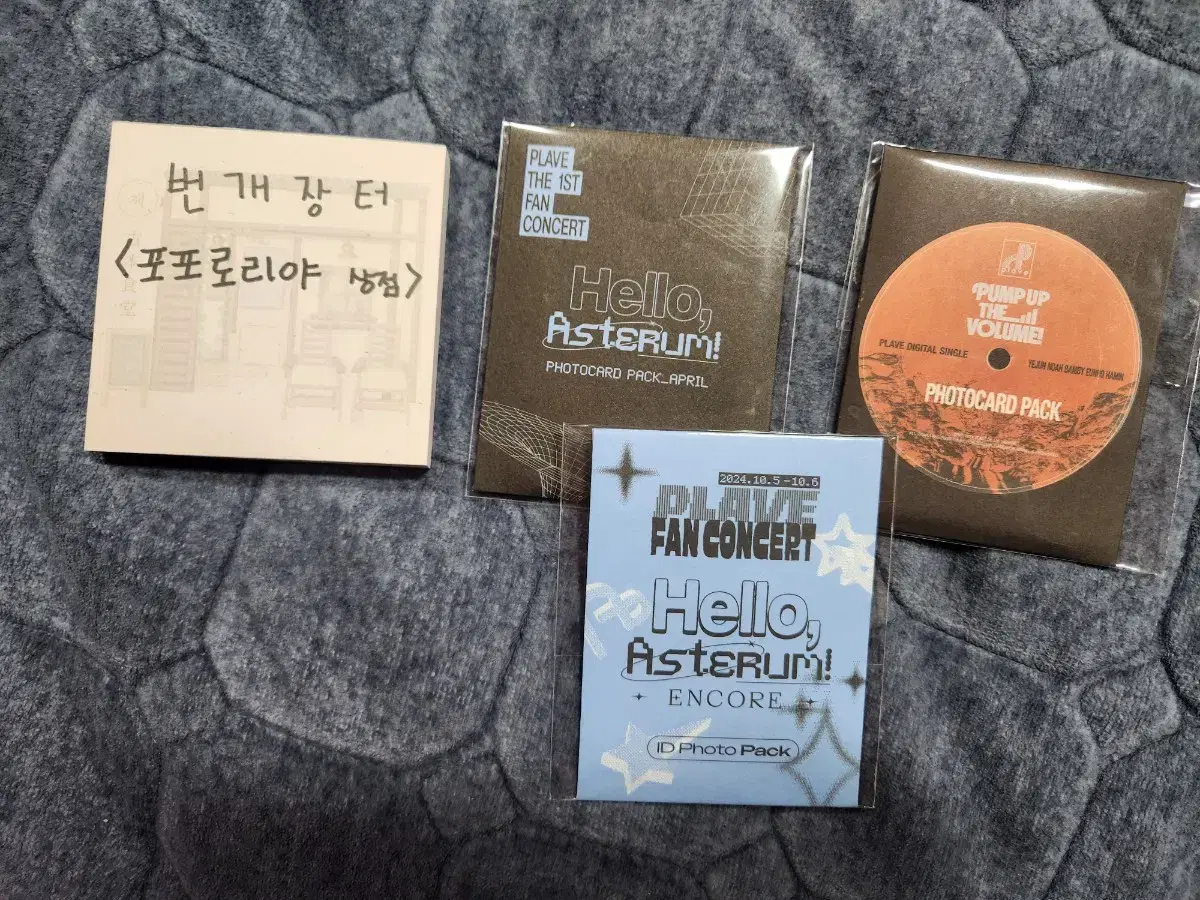 번개장터
<포포로리야 상점>
PLAVE
THE 1ST
FAN
CONCERT
Hello,
Asterum!
PHOTOCARD PACK_APRIL
plave
PUMP UP
THE
VOLUME!
PLAVE DIGITAL SINGLE
YEJUN NOAH BAMBY EUNHO HAMIN
PHOTOCARD PACK
2024.10.5 -10.6
PLAVE
FAN CONCERT
Hello,
Asterum!
ENCORE
ID Photo Pack